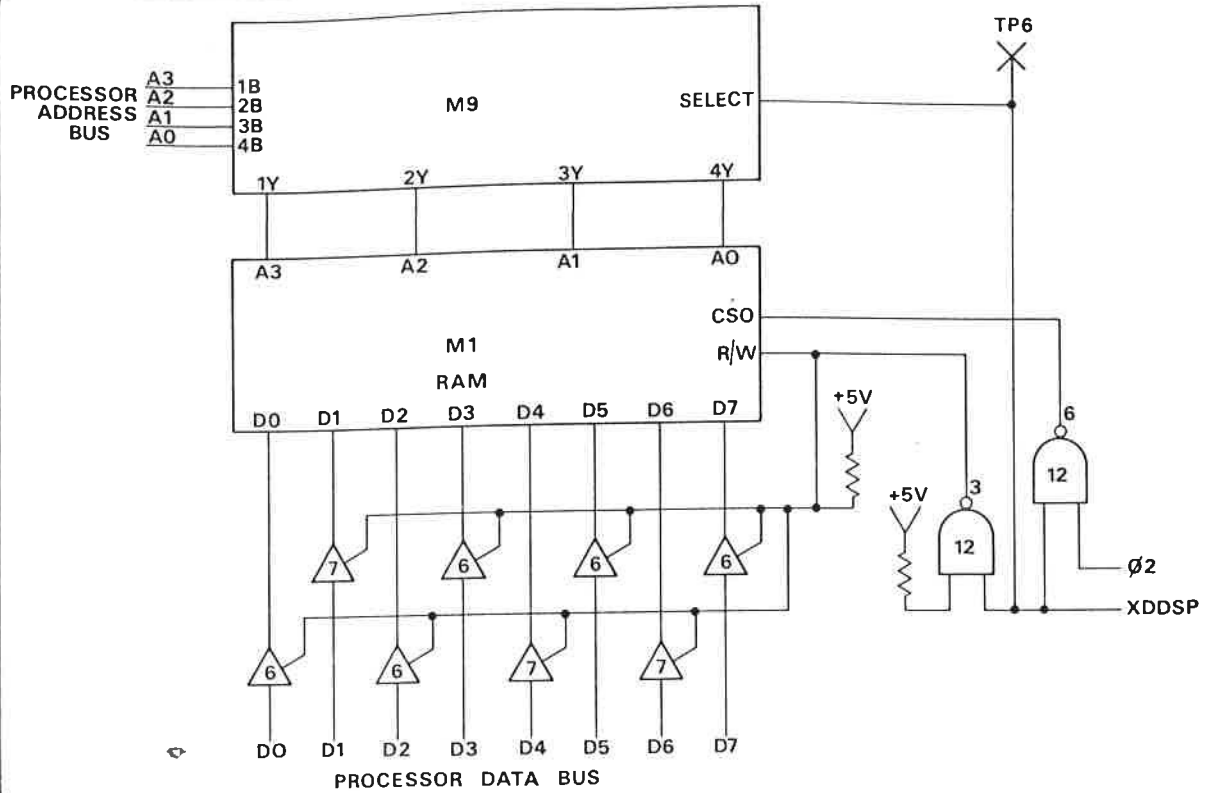 TP6
PROCESSOR
ADDRESS
BUS
A3
A2
A1
A0
1B
2B
3B
4B
M9
SELECT
1Y 2Y 3Y 4Y
A3 A2 A1 A0
CSO
R/W
M1
RAM
D0 D1 D2 D3 D4 D5 D6 D7
+5V
+5V
6
12
3
12
Ø2
XDDSP
7 6 6 6
6 6 7 7
D0 D1 D2 D3 D4 D5 D6 D7
PROCESSOR DATA BUS